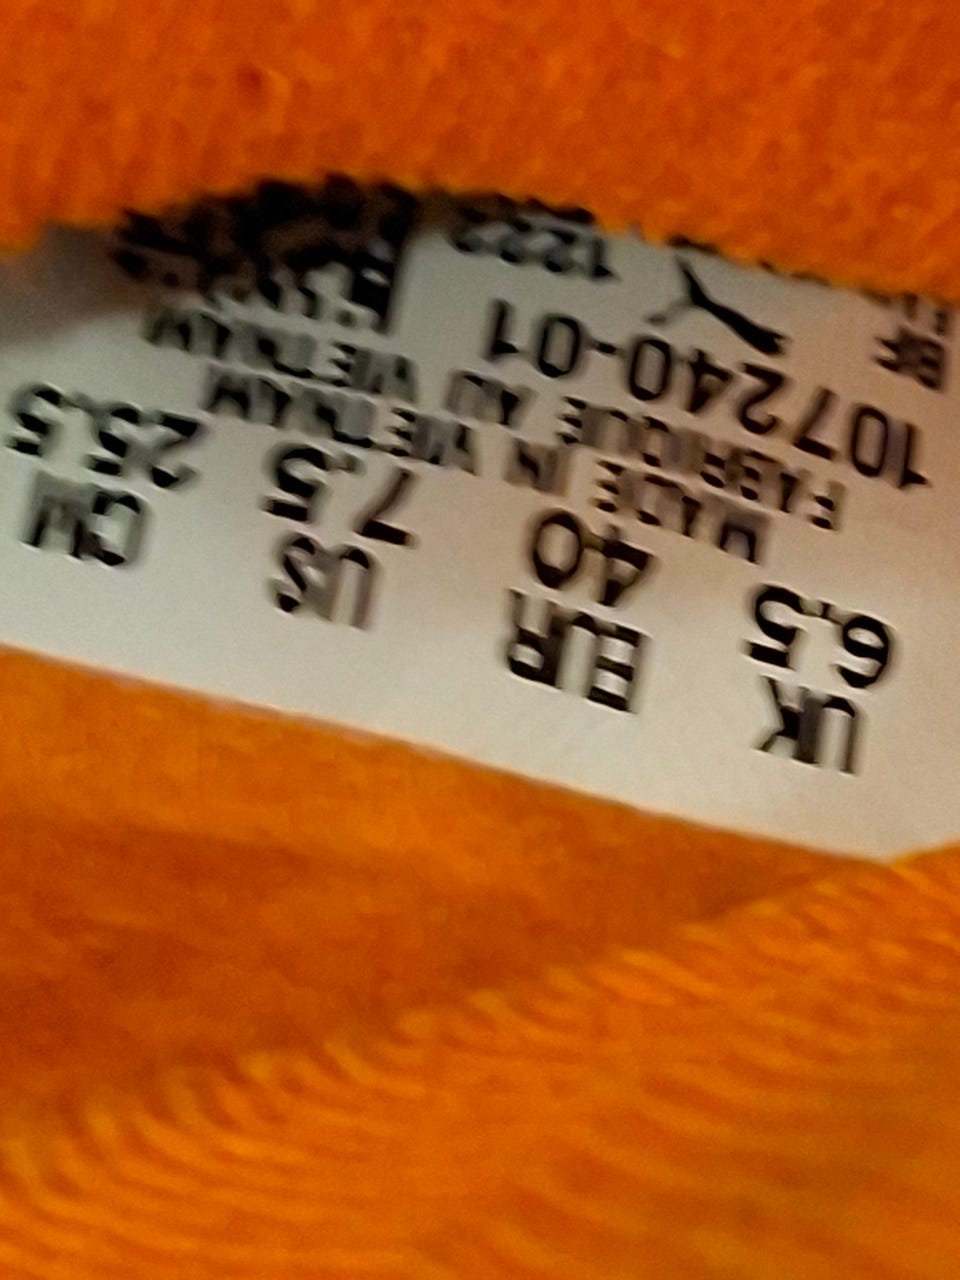 UK EUR US CM
6.5 40 7.5 25.5
MADE IN VIETNAM
FABRIQUE AU VIETNAM
107240-01